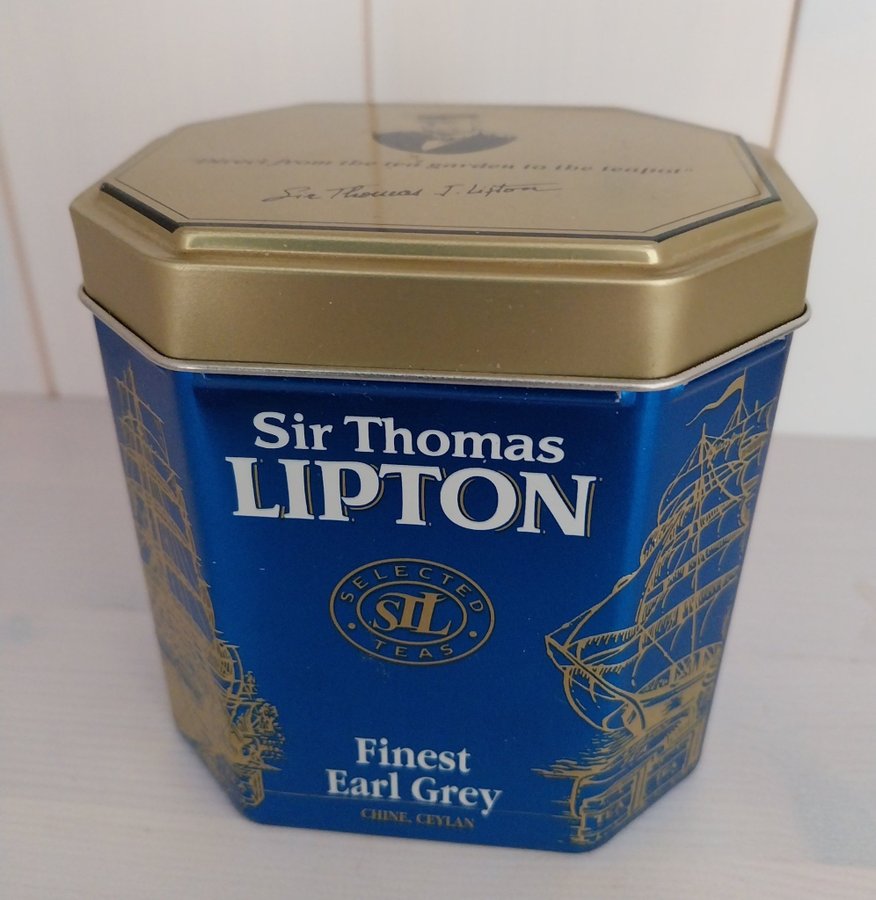 "Direct from the tea garden to the teapot"
Sir Thomas J. Lipton
Sir Thomas
LIPTON
SELECTED
STL
TEAS
Finest
Earl Grey
CHINE, CEYLAN
TEA